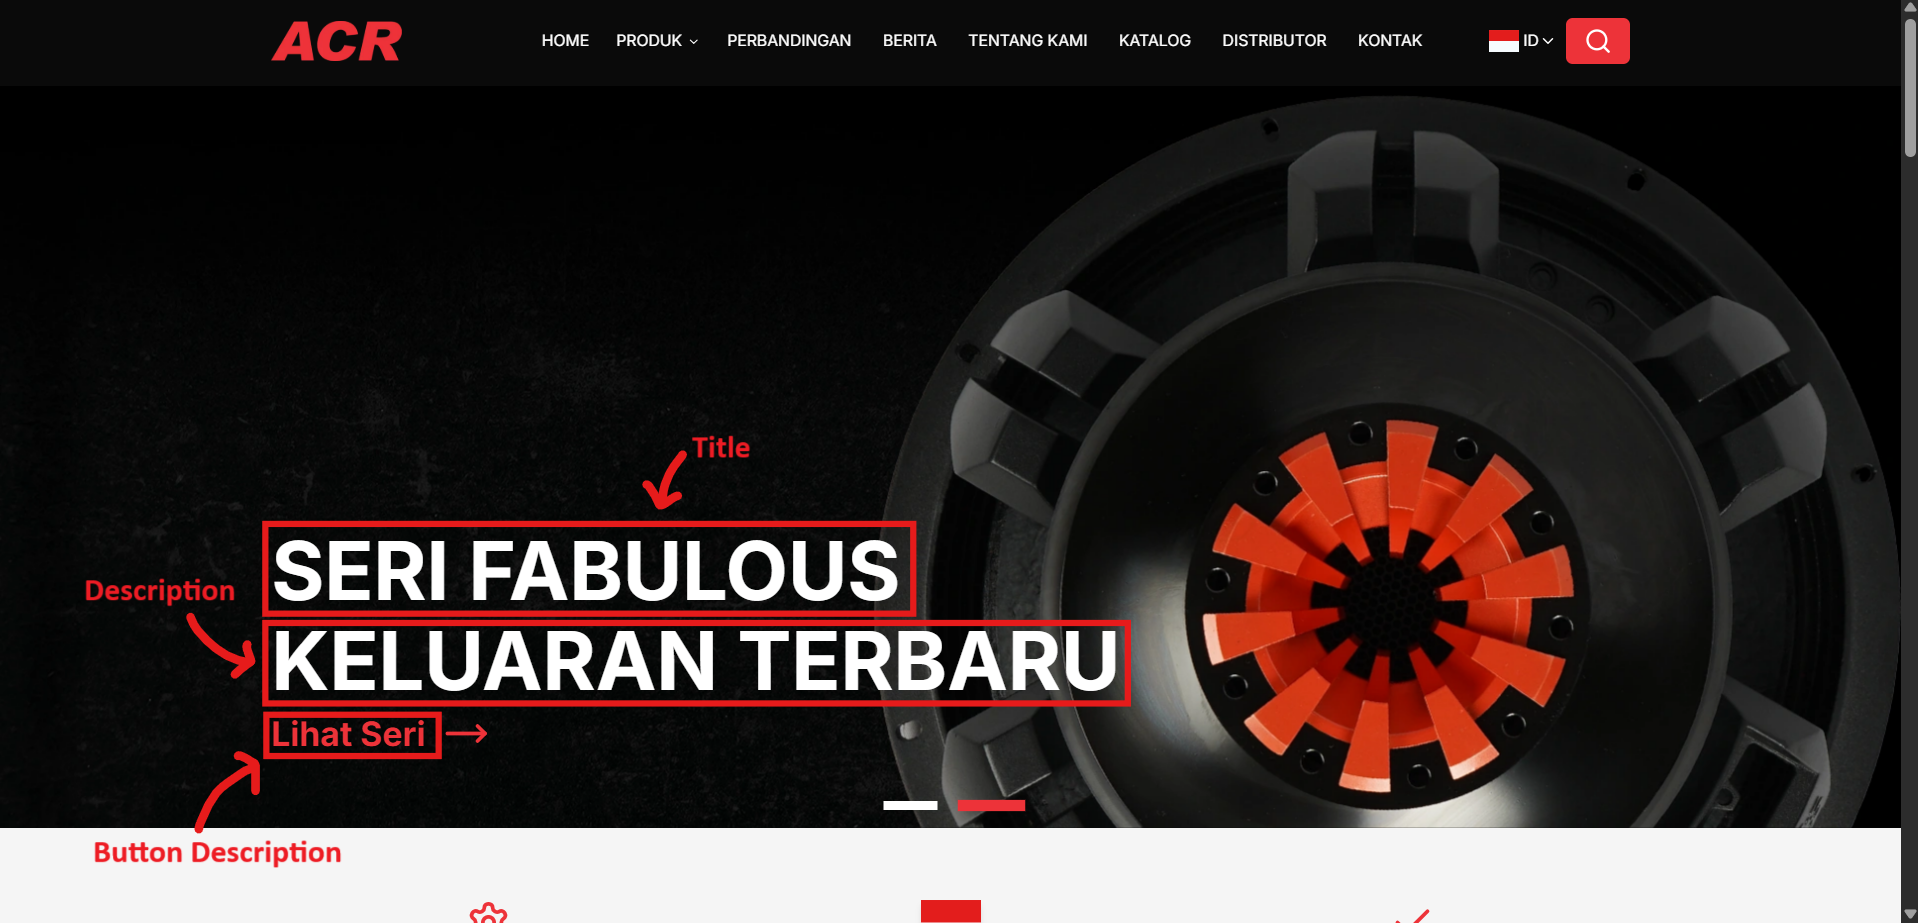 ACR
HOME PRODUK PERBANDINGAN BERITA TENTANG KAMI KATALOG DISTRIBUTOR KONTAK ID
Title
SERI FABULOUS
Description
KELUARAN TERBARU
Lihat Seri
Button Description